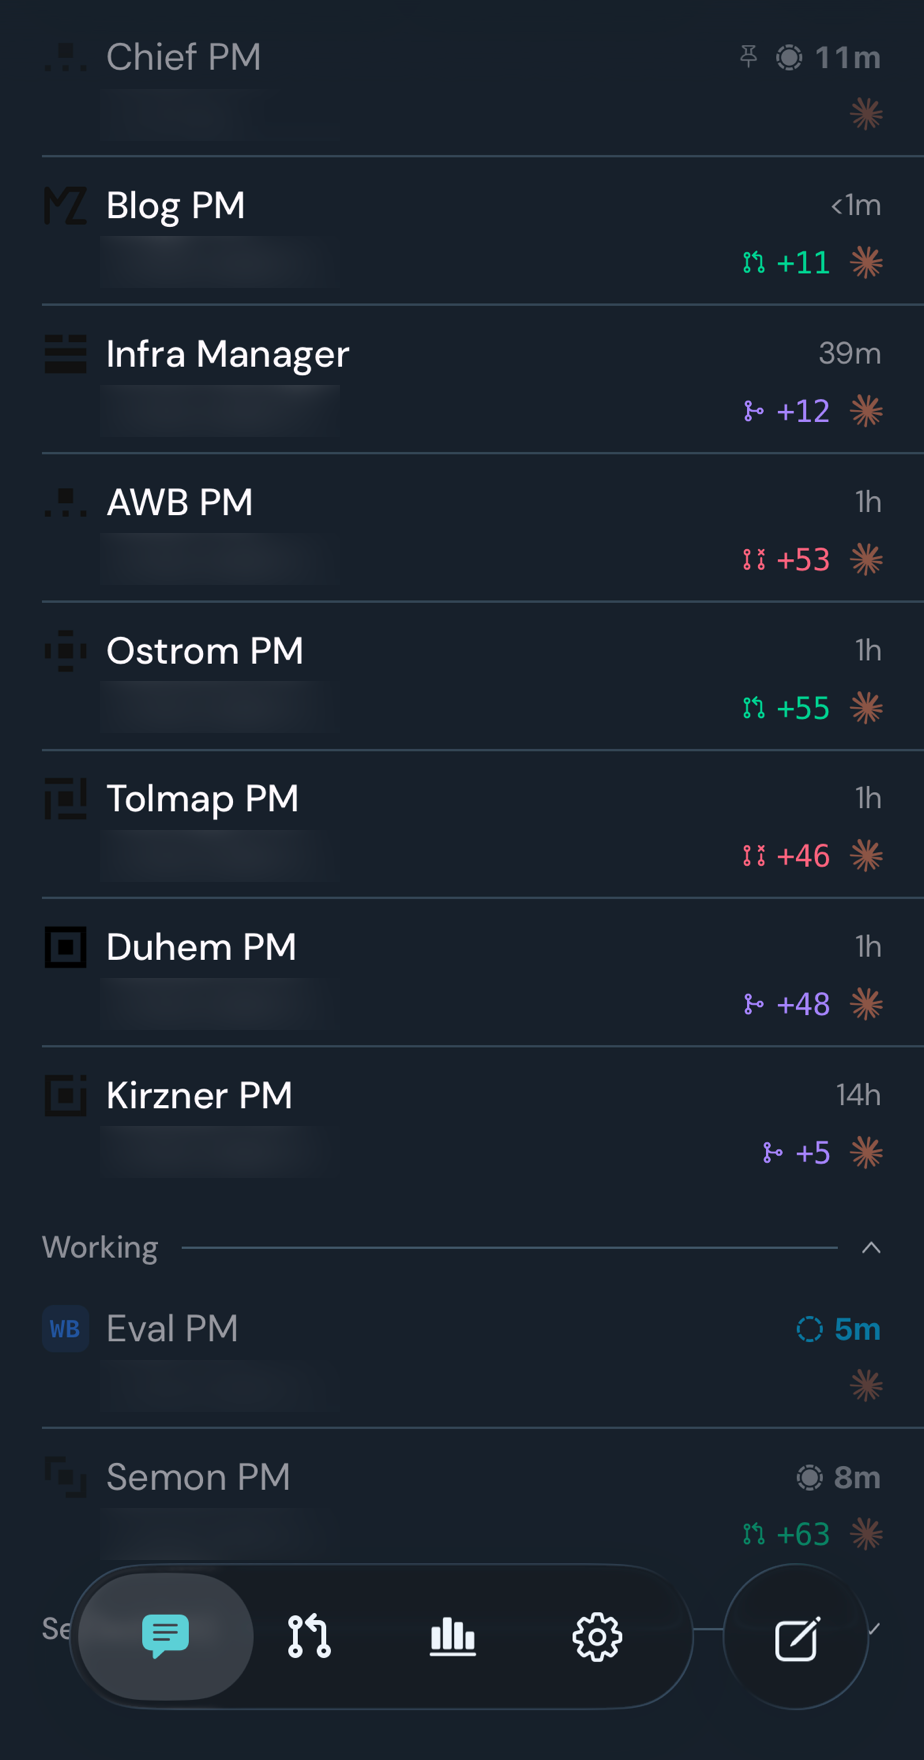 Chief PM
11m
MZ
Blog PM
<1m
+11
Infra Manager
39m
+12
AWB PM
1h
+53
Ostrom PM
1h
+55
Tolmap PM
1h
+46
Duhem PM
1h
+48
Kirzner PM
14h
+5
Working
WB
Eval PM
5m
Semon PM
8m
+63
Se